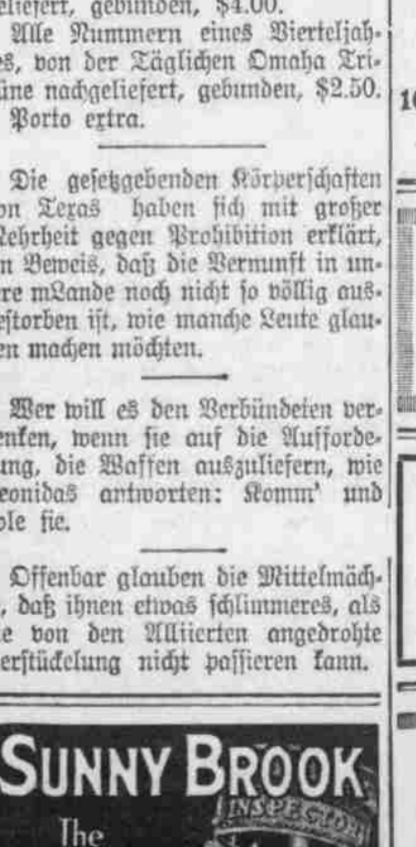 eliefert, gebunden, $4.00.
Alle Nummern eines Vierteljah-
es, von der Täglichen Omaha Tri-
üne nachgeliefert, gebunden, $2.50.
Porto extra.
Die gesetzgebenden Körperschaften
on Texas haben sich mit großer
Mehrheit gegen Prohibition erklärt,
n Beweis, daß die Vernunft in un-
re mLande noch nicht so völlig aus-
estorben ist, wie manche Leute glau-
en machen möchten.
Wer will es den Verbündeten ver-
enken, wenn sie auf die Aufforde-
ung, die Waffen auszuliefern, wie
eonidas antworten: Komm' und
ole sie.
Offenbar glauben die Mittelmäch-
, daß ihnen etwas schlimmeres, als
e von den Alliierten angedrohte
erstückelung nicht passieren kann.
SUNNY BROOK
The
INSPECTOR